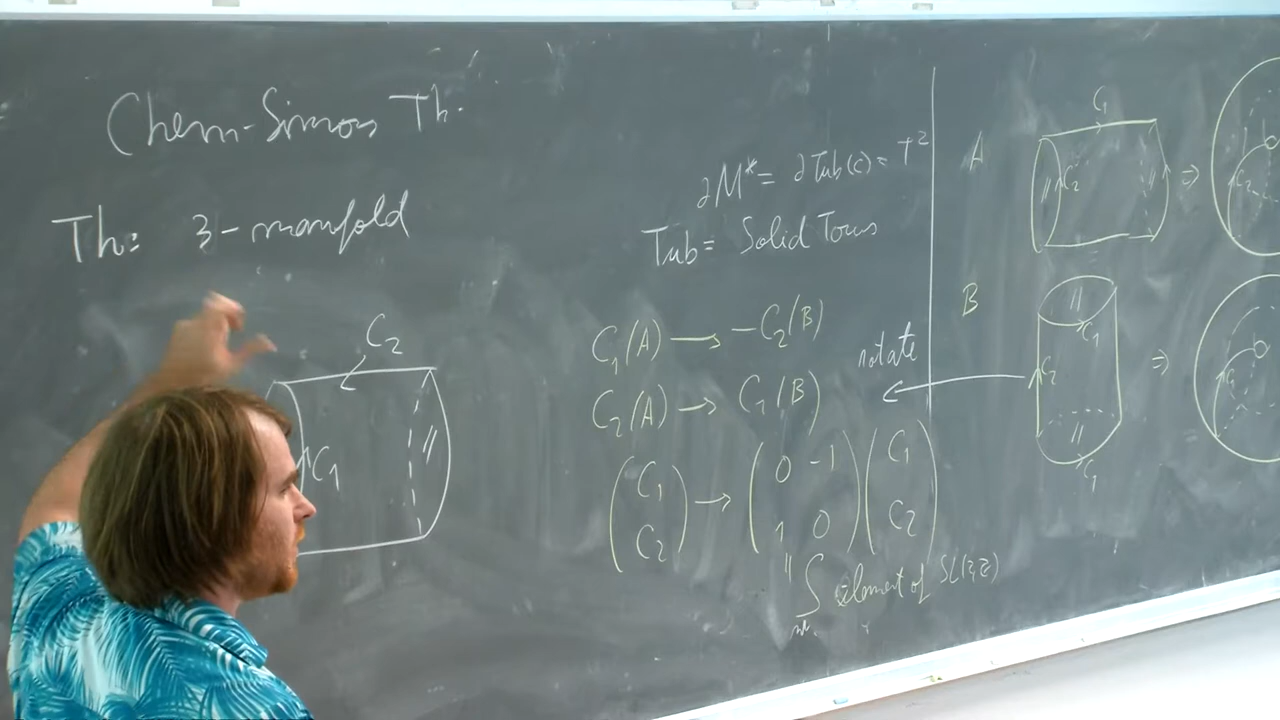 Chern-Simons Th.
Th: 3-manifold
C₂
C₁
∂M* = ∂Tub(c) = T²
Tub = Solid Torus
C₁(A) → -C₂(B)
C₂(A) → C₁(B)
(C₁ C₂) → (0 -1 1 0) (C₁ C₂)
" S element of SL(2,Z)
rotate
A
C₁
" C₂ "
⇒
C₂
B
"
C₁
C₂
⇒
"
C₁